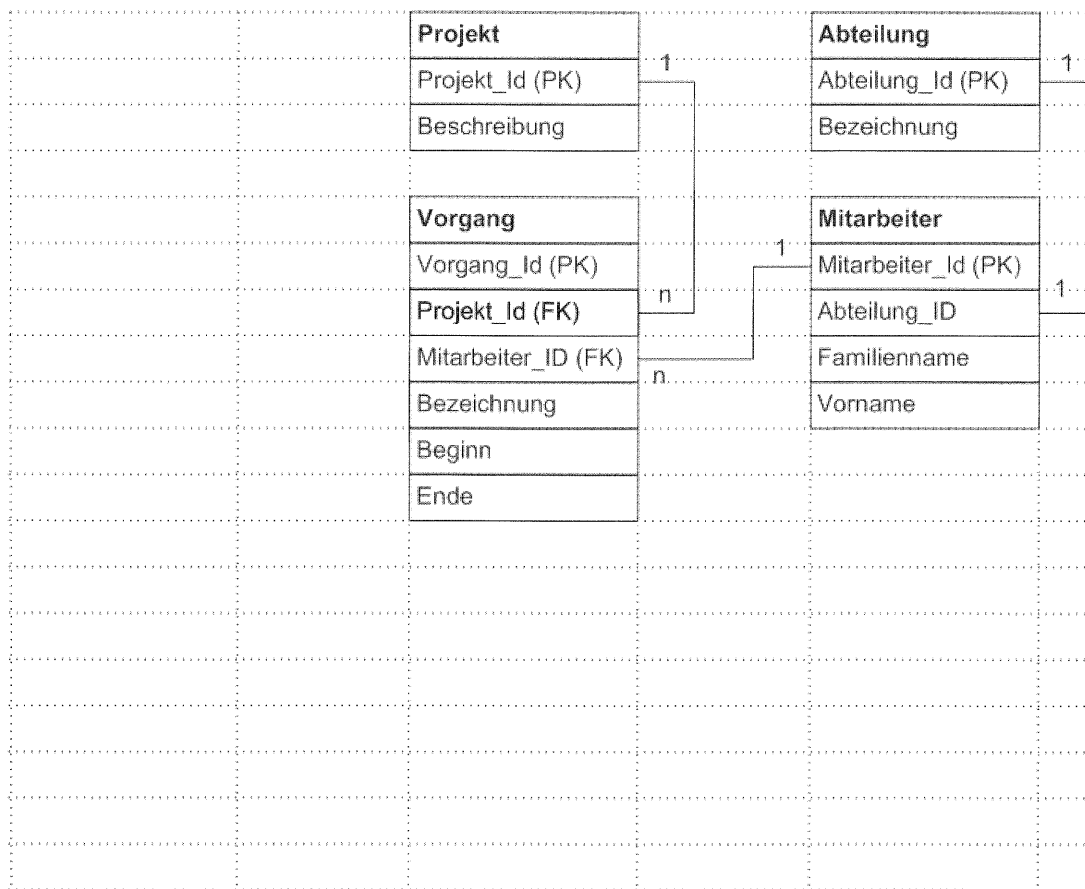 Projekt
Projekt_Id (PK)
Beschreibung
1
Abteilung
Abteilung_Id (PK)
Bezeichnung
1
Vorgang
Vorgang_Id (PK)
Projekt_Id (FK)
Mitarbeiter_ID (FK)
Bezeichnung
Beginn
Ende
n
n
1
Mitarbeiter
Mitarbeiter_Id (PK)
Abteilung_ID
Familienname
Vorname
1